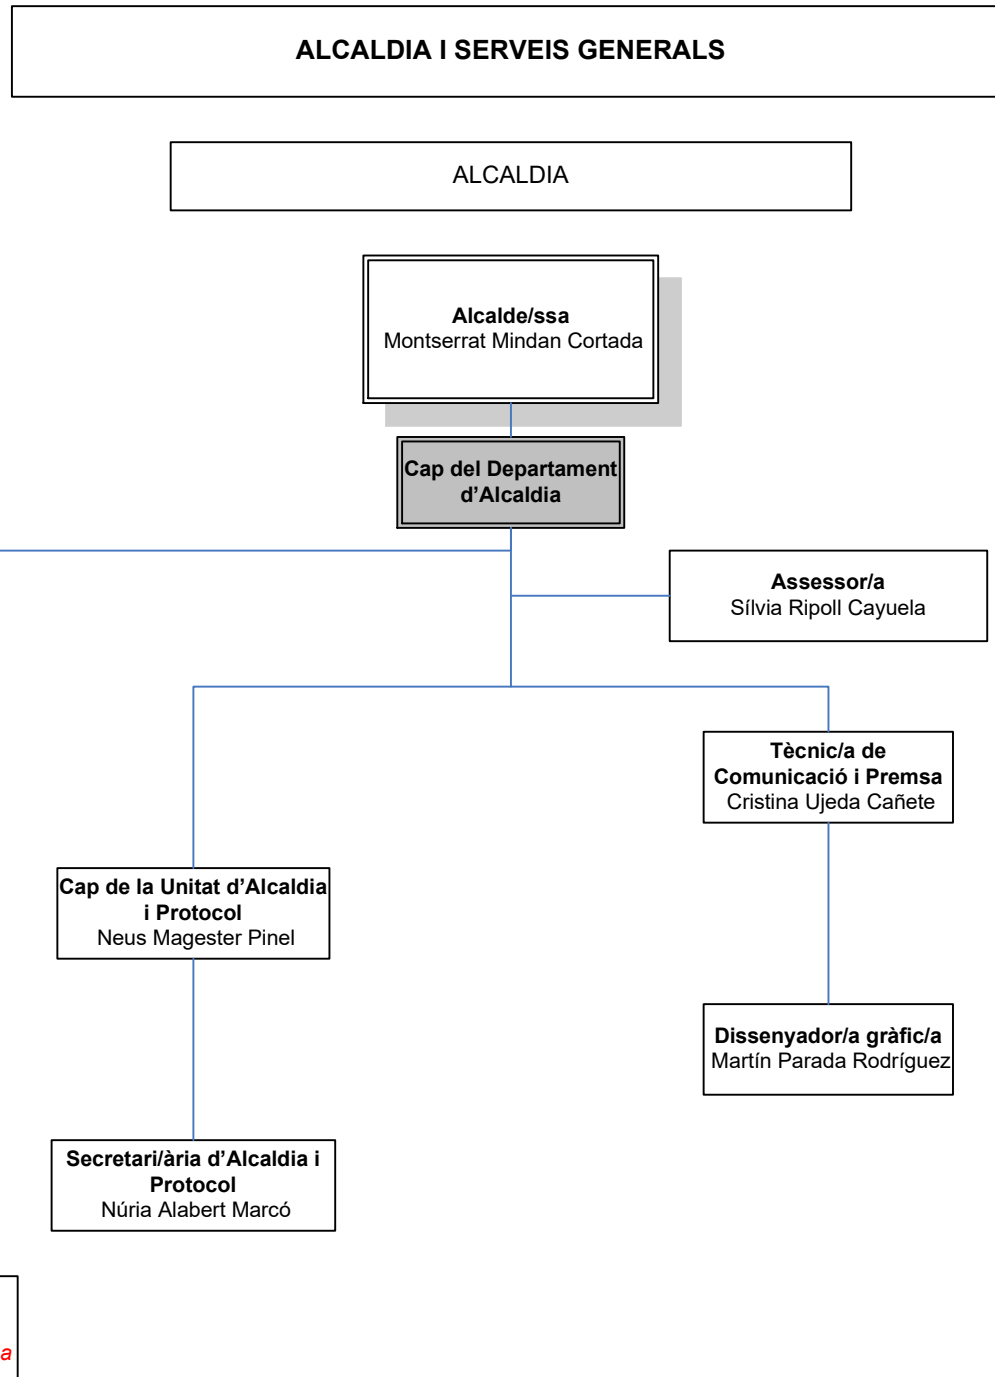 ALCALDIA I SERVEIS GENERALS
ALCALDIA
Alcalde/ssa
Montserrat Mindan Cortada
Cap del Departament
d’Alcaldia
Assessor/a
Sílvia Ripoll Cayuela
Tècnic/a de
Comunicació i Premsa
Cristina Ujeda Cañete
Cap de la Unitat d’Alcaldia
i Protocol
Neus Magester Pinel
Dissenyador/a gràfic/a
Martín Parada Rodríguez
Secretari/ària d’Alcaldia i
Protocol
Núria Alabert Marcó
a